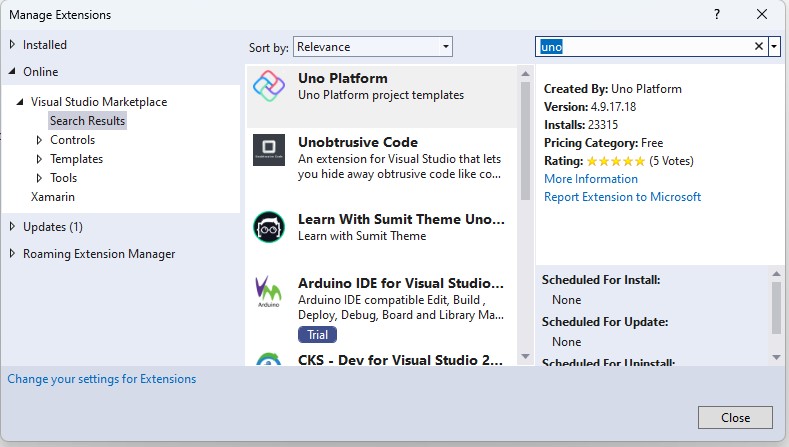 Manage Extensions
?
Installed
Online
Visual Studio Marketplace
Search Results
Controls
Templates
Tools
Xamarin
Updates (1)
Roaming Extension Manager
Change your settings for Extensions
Sort by: Relevance
Uno Platform
Uno Platform project templates
Unobtrusive Code
An extension for Visual Studio that lets
you hide away obtrusive code like co...
Learn With Sumit Theme Uno...
Learn with Sumit Theme
Arduino
Arduino IDE for Visual Studio...
Arduino IDE compatible Edit, Build ,
Deploy, Debug, Board and Library Ma...
Trial
CKS - Dev for Visual Studio 2...
uno
Created By: Uno Platform
Version: 4.9.17.18
Installs: 23315
Pricing Category: Free
Rating: ★★★★★ (5 Votes)
More Information
Report Extension to Microsoft
Scheduled For Install:
None
Scheduled For Update:
None
Scheduled For Uninstall:
Close